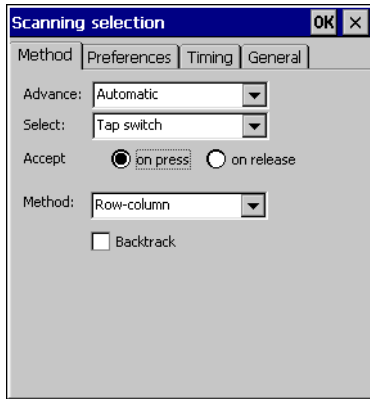 Scanning selection OK
Method Preferences Timing General
Advance: Automatic
Select: Tap switch
Accept on press on release
Method: Row-column
Backtrack